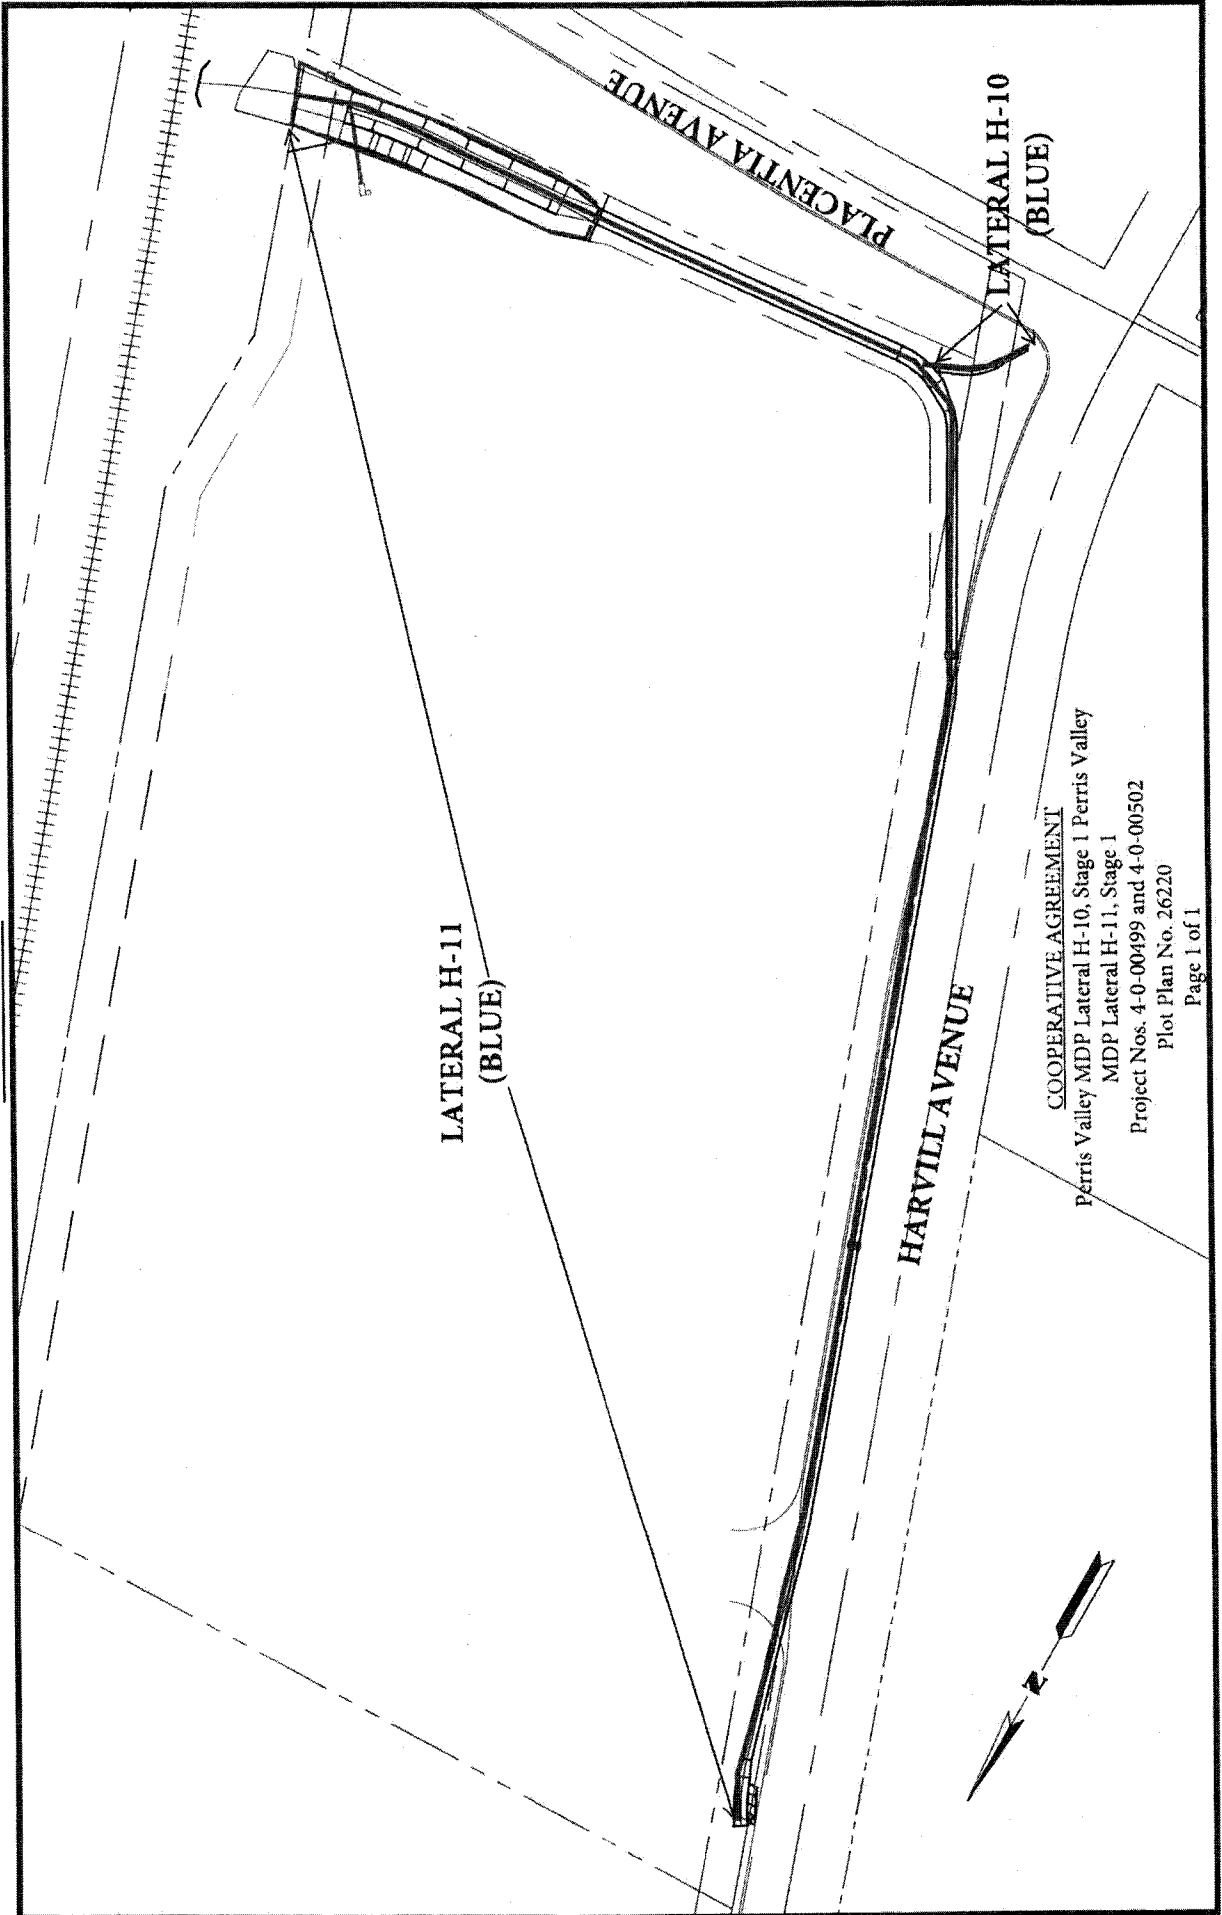 PLACENTIA AVENUE
LATERAL H-10
(BLUE)
LATERAL H-11
(BLUE)
HARVILL AVENUE
COOPERATIVE AGREEMENT
Perris Valley MDP Lateral H-10, Stage 1 Perris Valley
MDP Lateral H-11, Stage 1
Project Nos. 4-0-00499 and 4-0-00502
Plot Plan No. 26220
Page 1 of 1
N